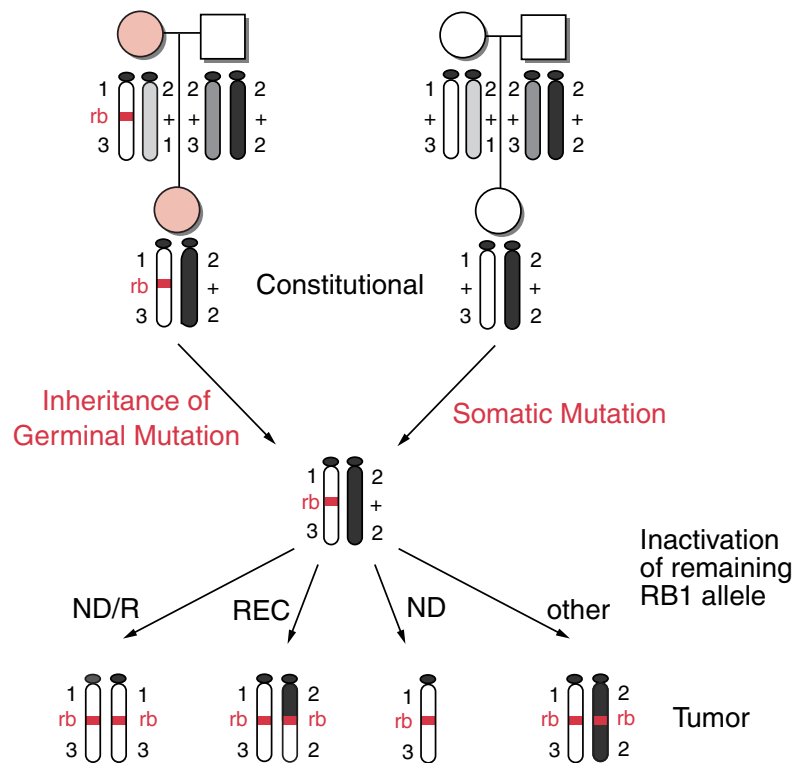 1 2 2 2
rb + + +
3 1 3 2
1 2 2 2
+ + + +
3 1 3 2
1 2
rb +
3 2
Constitutional
1 2
+ +
3 2
Inheritance of
Germinal Mutation
Somatic Mutation
1 2
rb +
3 2
Inactivation
of remaining
RB1 allele
ND/R REC ND other
1 1 1 2 1 1 2
rb rb rb rb rb rb rb
3 3 3 2 3 3 2
Tumor